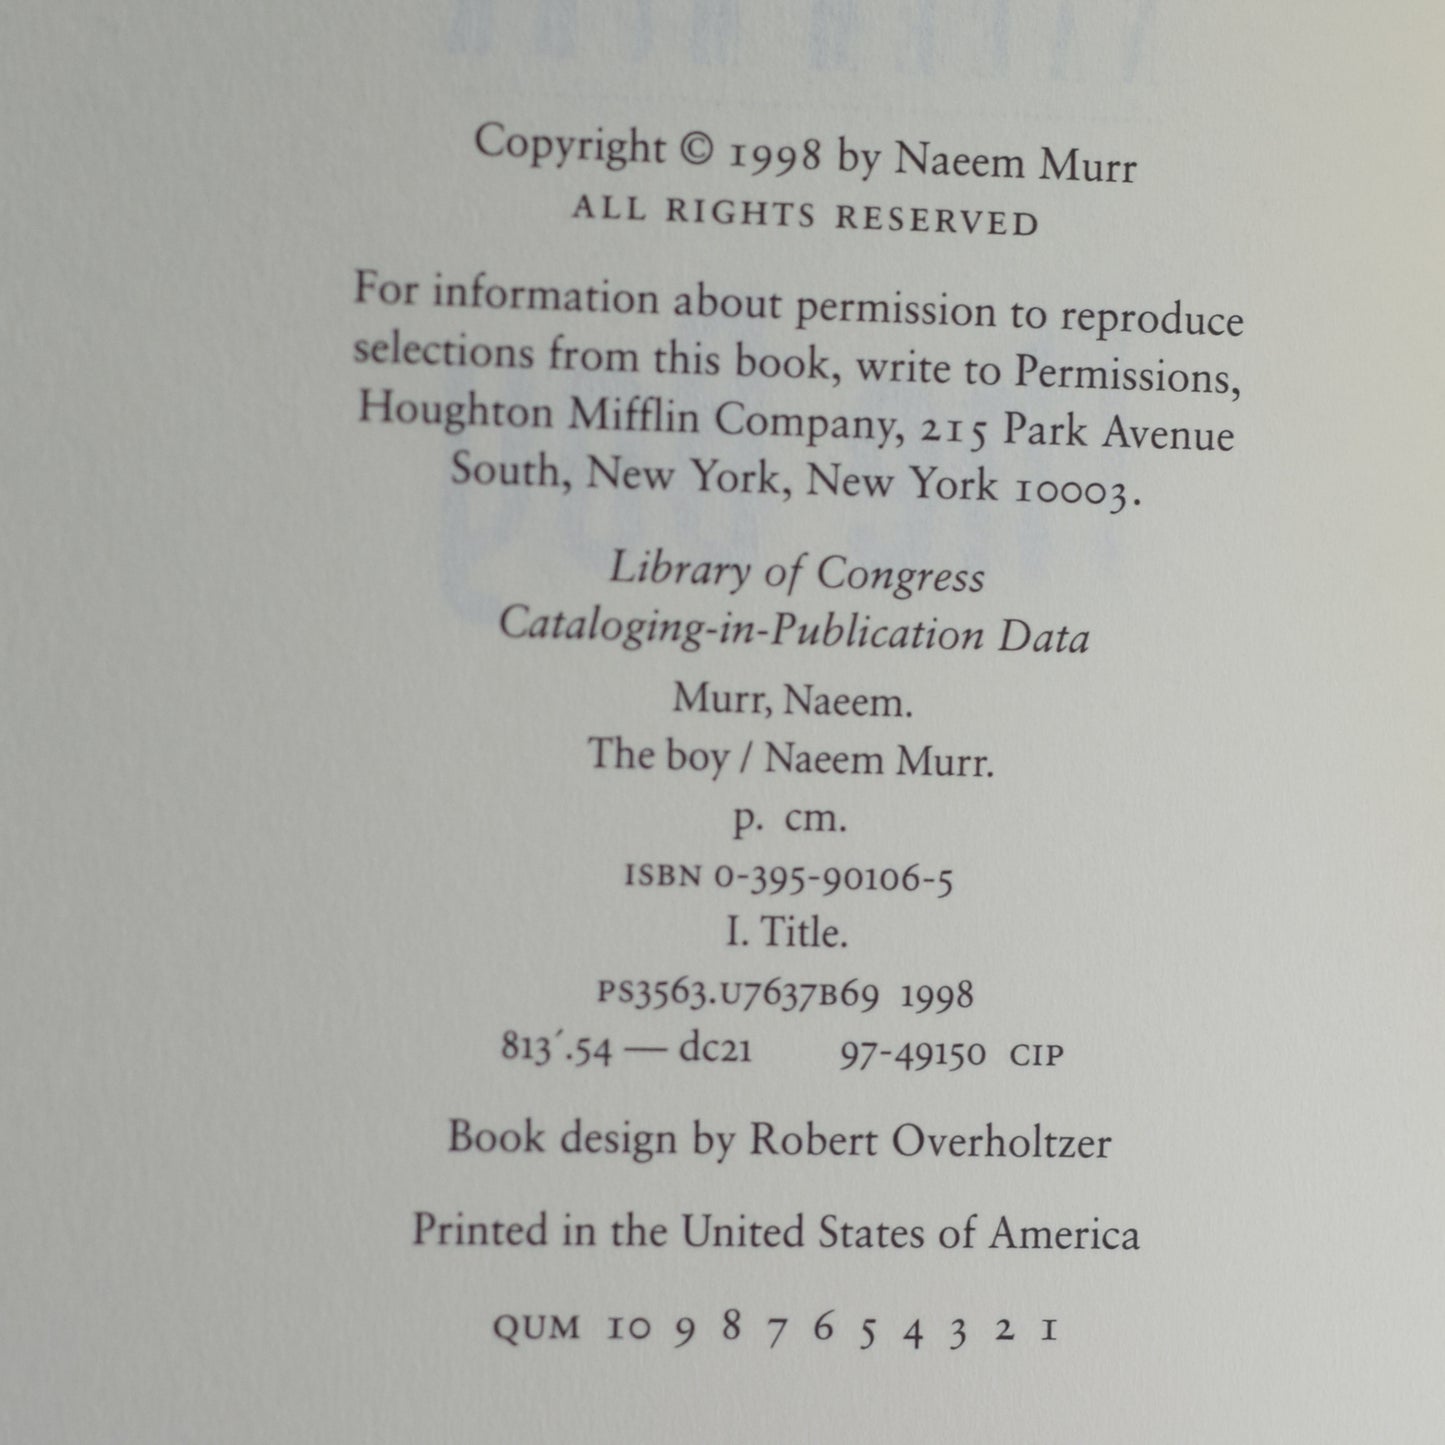 Copyright © 1998 by Naeem Murr
ALL RIGHTS RESERVED
For information about permission to reproduce
selections from this book, write to Permissions,
Houghton Mifflin Company, 215 Park Avenue
South, New York, New York 10003.
Library of Congress
Cataloging-in-Publication Data
Murr, Naeem.
The boy / Naeem Murr.
p. cm.
ISBN 0-395-90106-5
I. Title.
PS3563.U7637B69 1998
813´.54 — dc21 97-49150 CIP
Book design by Robert Overholtzer
Printed in the United States of America
QUM 10 9 8 7 6 5 4 3 2 1